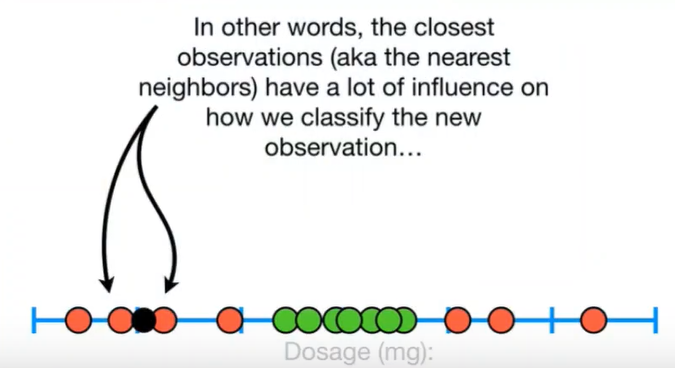 In other words, the closest
observations (aka the nearest
neighbors) have a lot of influence on
how we classify the new
observation…
Dosage (mg):